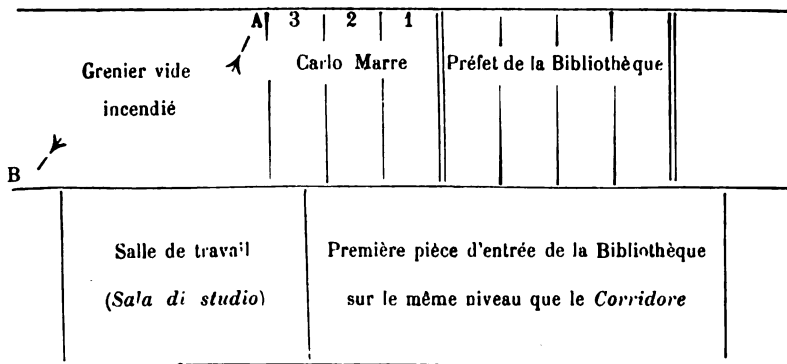 A 3 2 1
Grenier vide Carlo Marre Préfet de la Bibliothèque
incendié
B
Salle de travail Première pièce d'entrée de la Bibliothèque
(Sala di studio) sur le même niveau que le Corridore